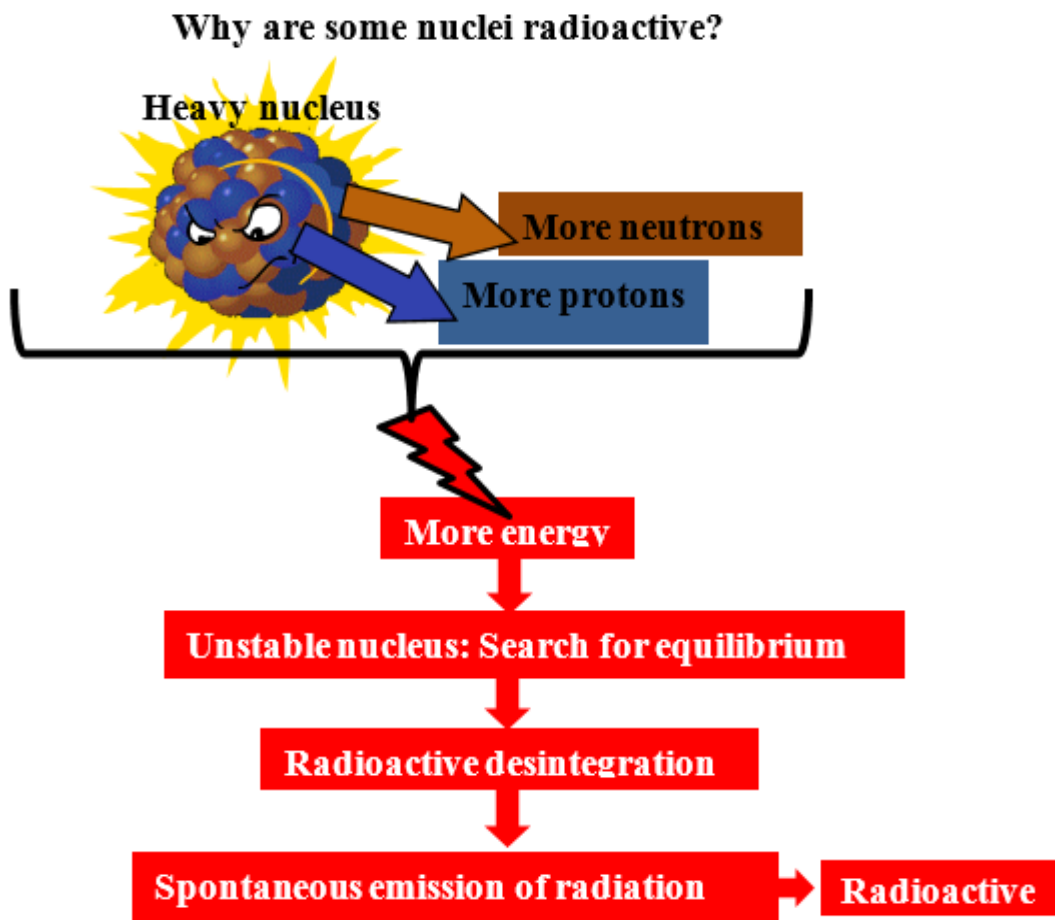 Why are some nuclei radioactive?
Heavy nucleus
More neutrons
More protons
More energy
Unstable nucleus: Search for equilibrium
Radioactive desintegration
Spontaneous emission of radiation
Radioactive